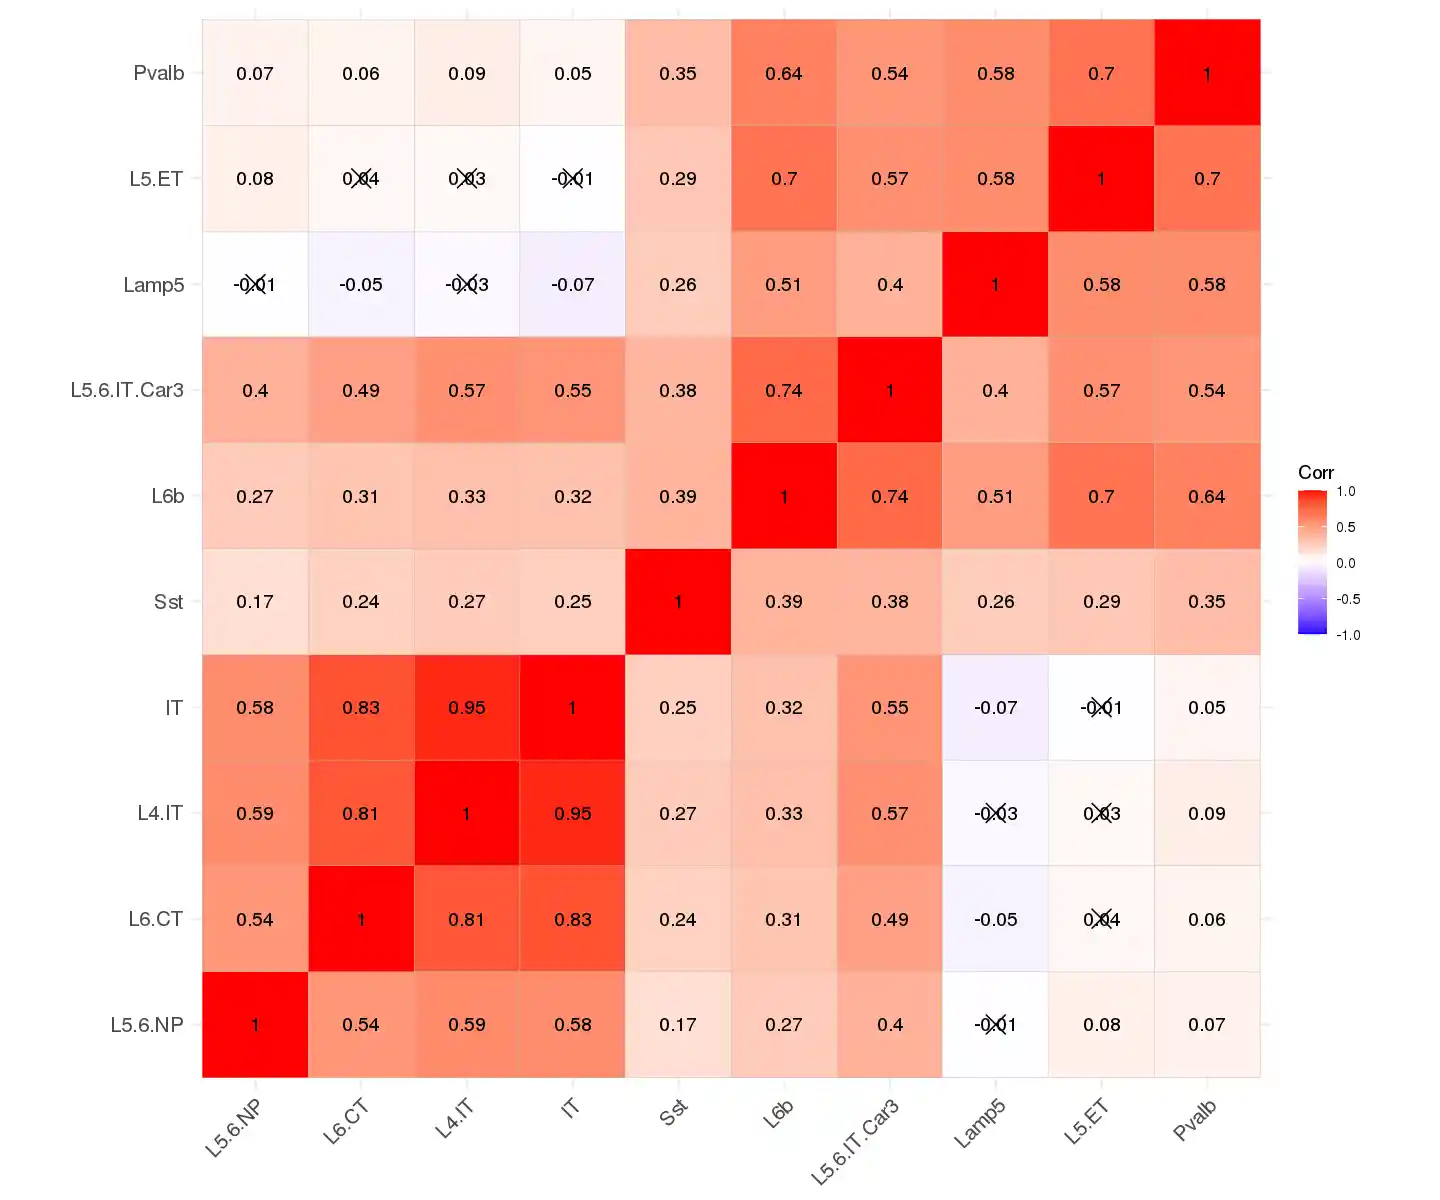 Pvalb 0.07 0.06 0.09 0.05 0.35 0.64 0.54 0.58 0.7 1
L5.ET 0.08 0.04 0.03 -0.01 0.29 0.7 0.57 0.58 1 0.7
Lamp5 -0.01 -0.05 -0.03 -0.07 0.26 0.51 0.4 1 0.58 0.58
L5.6.IT.Car3 0.4 0.49 0.57 0.55 0.38 0.74 1 0.4 0.57 0.54
L6b 0.27 0.31 0.33 0.32 0.39 1 0.74 0.51 0.7 0.64
Sst 0.17 0.24 0.27 0.25 1 0.39 0.38 0.26 0.29 0.35
IT 0.58 0.83 0.95 1 0.25 0.32 0.55 -0.07 -0.01 0.05
L4.IT 0.59 0.81 1 0.95 0.27 0.33 0.57 -0.03 0.03 0.09
L6.CT 0.54 1 0.81 0.83 0.24 0.31 0.49 -0.05 0.04 0.06
L5.6.NP 1 0.54 0.59 0.58 0.17 0.27 0.4 -0.01 0.08 0.07
L5.6.NP L6.CT L4.IT IT Sst L6b L5.6.IT.Car3 Lamp5 L5.ET Pvalb
Corr
1.0
0.5
0.0
-0.5
-1.0